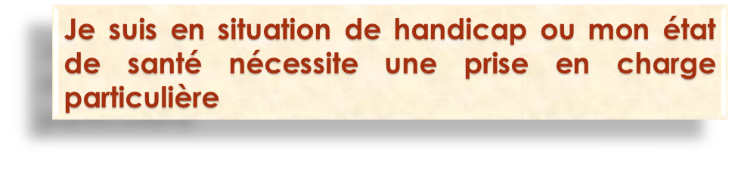 Je suis en situation de handicap ou mon état
de santé nécessite une prise en charge
particulière